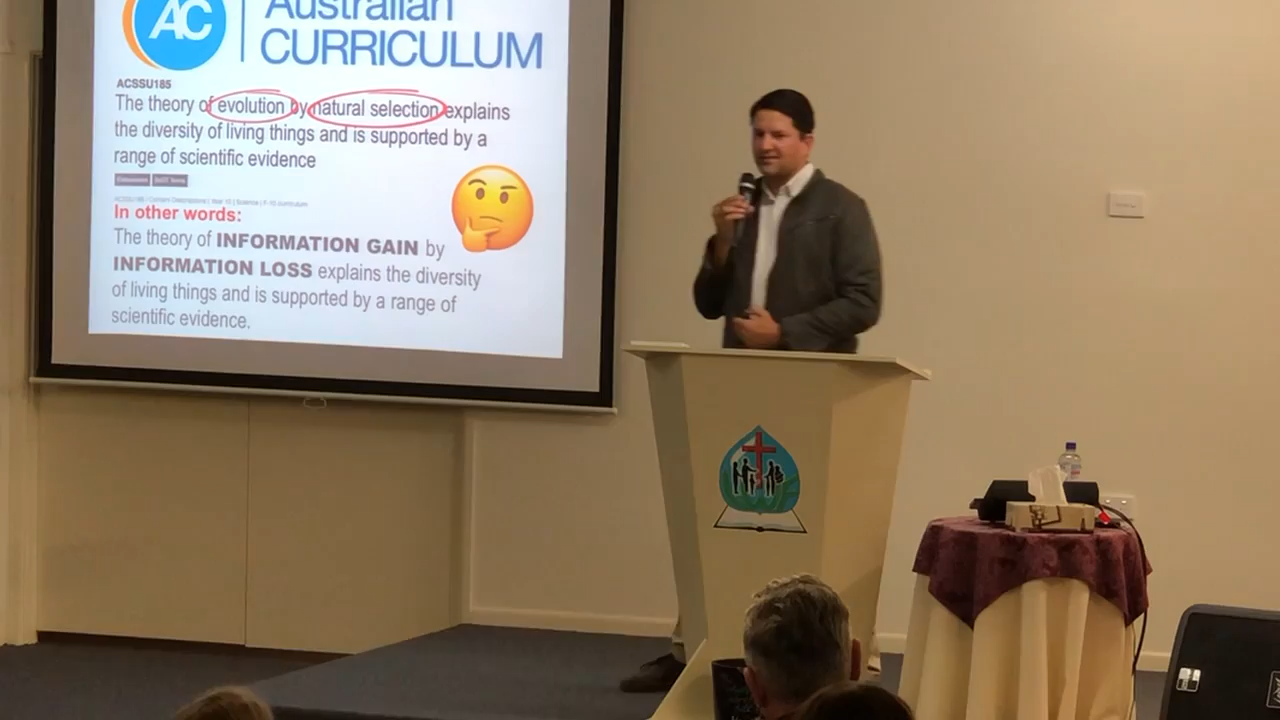 AC
Australian
CURRICULUM
ACSSU185
The theory of evolution by natural selection explains
the diversity of living things and is supported by a
range of scientific evidence
In other words:
The theory of INFORMATION GAIN by
INFORMATION LOSS explains the diversity
of living things and is supported by a range of
scientific evidence.